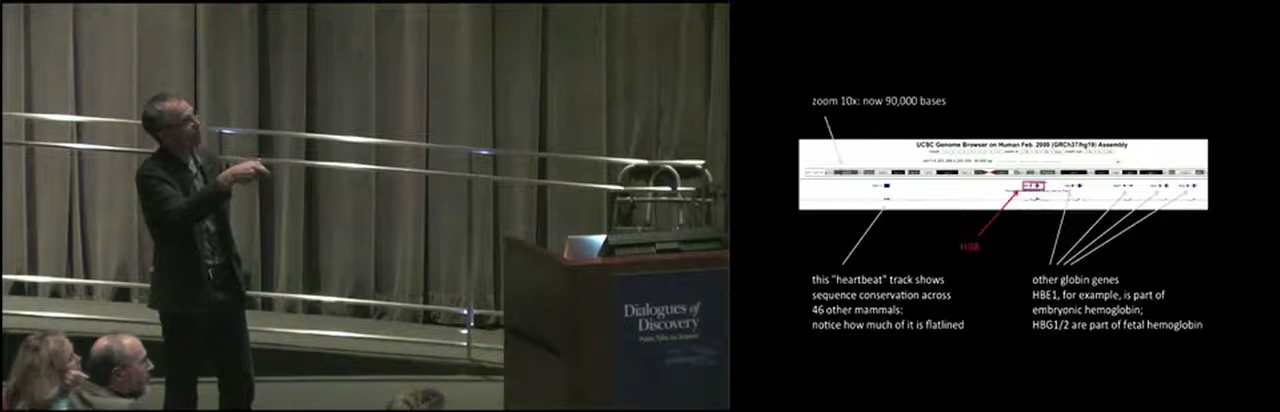 Dialogues of
Discovery
zoom 10x: now 90,000 bases
UCSC Genome Browser on Human Feb. 2009 (GRCh37/hg19) Assembly
HBB
this "heartbeat" track shows
sequence conservation across
46 other mammals:
notice how much of it is flatlined
other globin genes
HBE1, for example, is part of
embryonic hemoglobin;
HBG1/2 are part of fetal hemoglobin